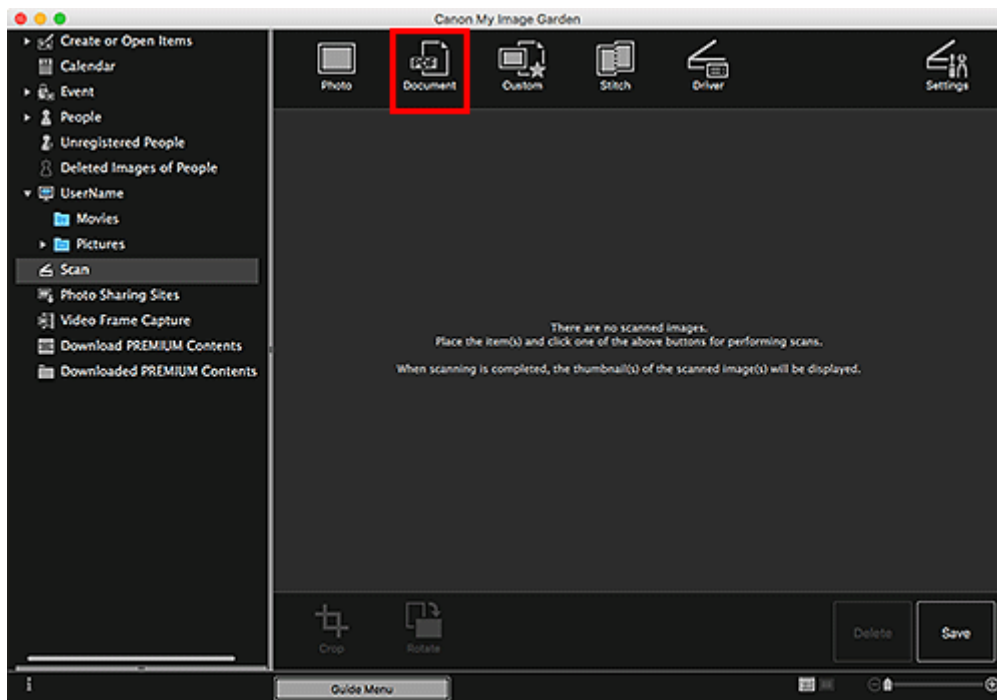 Canon My Image Garden
Create or Open Items
Calendar
Event
People
Unregistered People
Deleted Images of People
UserName
Movies
Pictures
Scan
Photo Sharing Sites
Video Frame Capture
Download PREMIUM Contents
Downloaded PREMIUM Contents
Photo
PDF
Document
Custom
Stitch
Driver
Settings
There are no scanned images.
Place the item(s) and click one of the above buttons for performing scans.
When scanning is completed, the thumbnail(s) of the scanned image(s) will be displayed.
Crop
Rotate
Delete
Save
Guide Menu